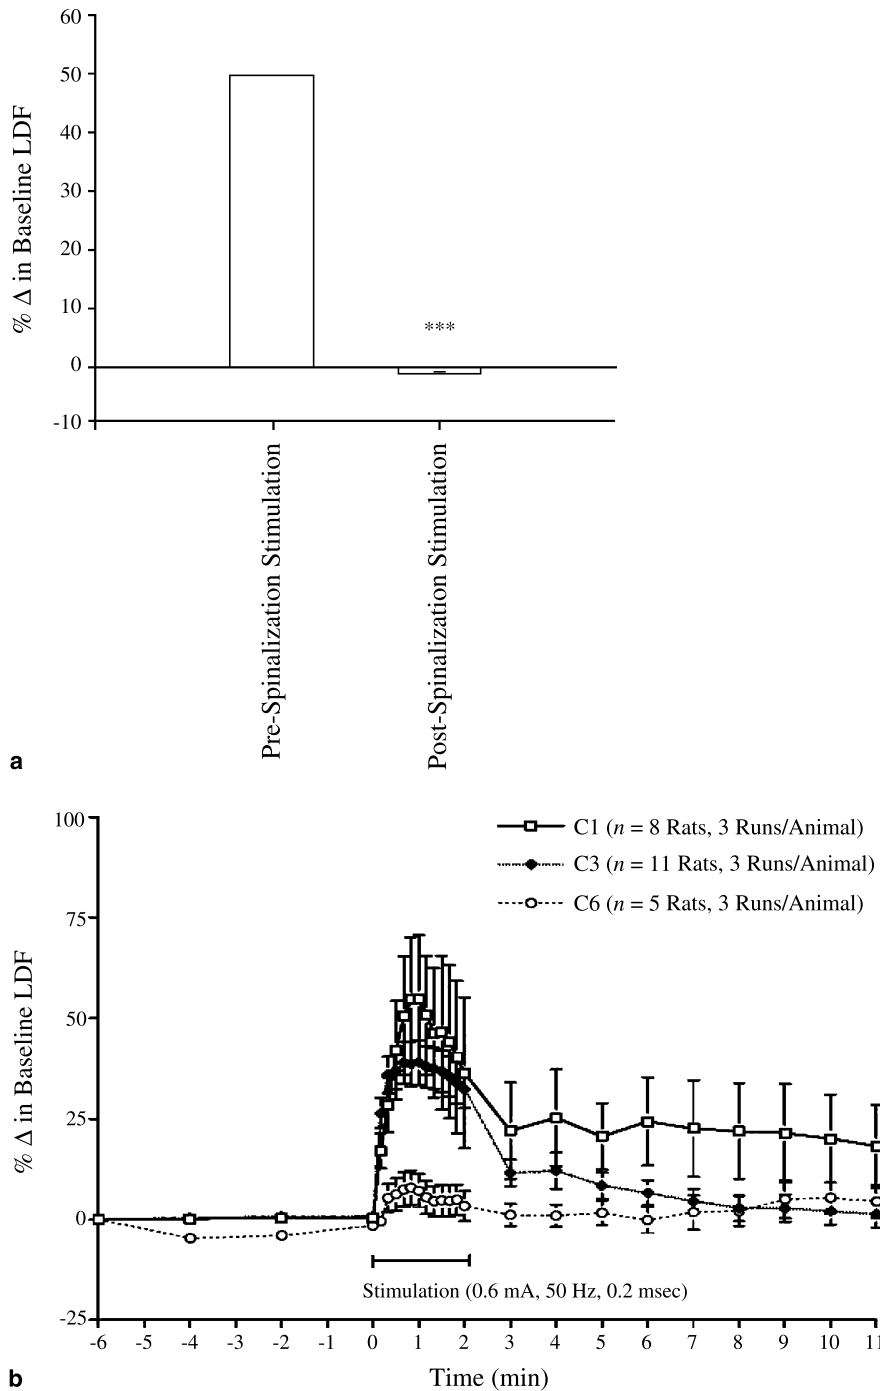 60
50
40
30
20
10
0
-10
% Δ in Baseline LDF
***
Pre-Spinalization Stimulation
Post-Spinalization Stimulation
a
100
75
50
25
0
-25
% Δ in Baseline LDF
C1 (n = 8 Rats, 3 Runs/Animal)
C3 (n = 11 Rats, 3 Runs/Animal)
C6 (n = 5 Rats, 3 Runs/Animal)
Stimulation (0.6 mA, 50 Hz, 0.2 msec)
-6 -5 -4 -3 -2 -1 0 1 2 3 4 5 6 7 8 9 10 11
Time (min)
b